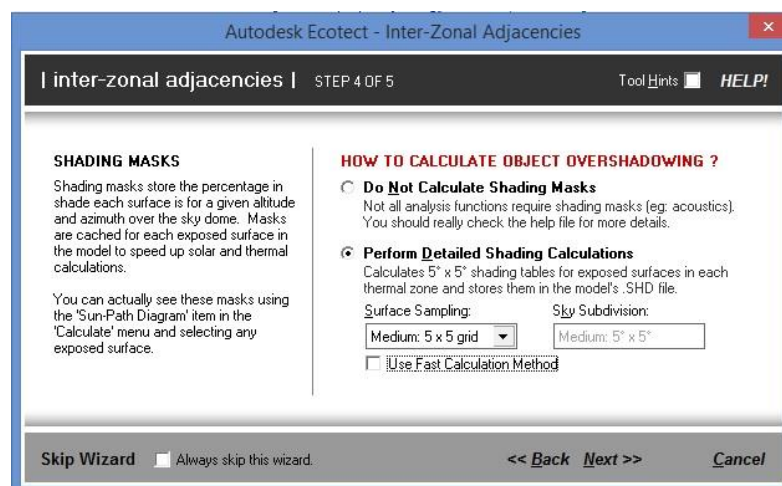 Autodesk Ecotect - Inter-Zonal Adjacencies
×
| inter-zonal adjacencies | STEP 4 OF 5 Tool Hints HELP!
SHADING MASKS
Shading masks store the percentage in
shade each surface is for a given altitude
and azimuth over the sky dome. Masks
are cached for each exposed surface in
the model to speed up solar and thermal
calculations.
You can actually see these masks using
the 'Sun-Path Diagram' item in the
'Calculate' menu and selecting any
exposed surface.
HOW TO CALCULATE OBJECT OVERSHADOWING ?
Do Not Calculate Shading Masks
Not all analysis functions require shading masks (eg: acoustics).
You should really check the help file for more details.
Perform Detailed Shading Calculations
Calculates 5° x 5° shading tables for exposed surfaces in each
thermal zone and stores them in the model's .SHD file.
Surface Sampling: Sky Subdivision:
Medium: 5 x 5 grid Medium: 5° x 5°
Use Fast Calculation Method
Skip Wizard Always skip this wizard. << Back Next >> Cancel